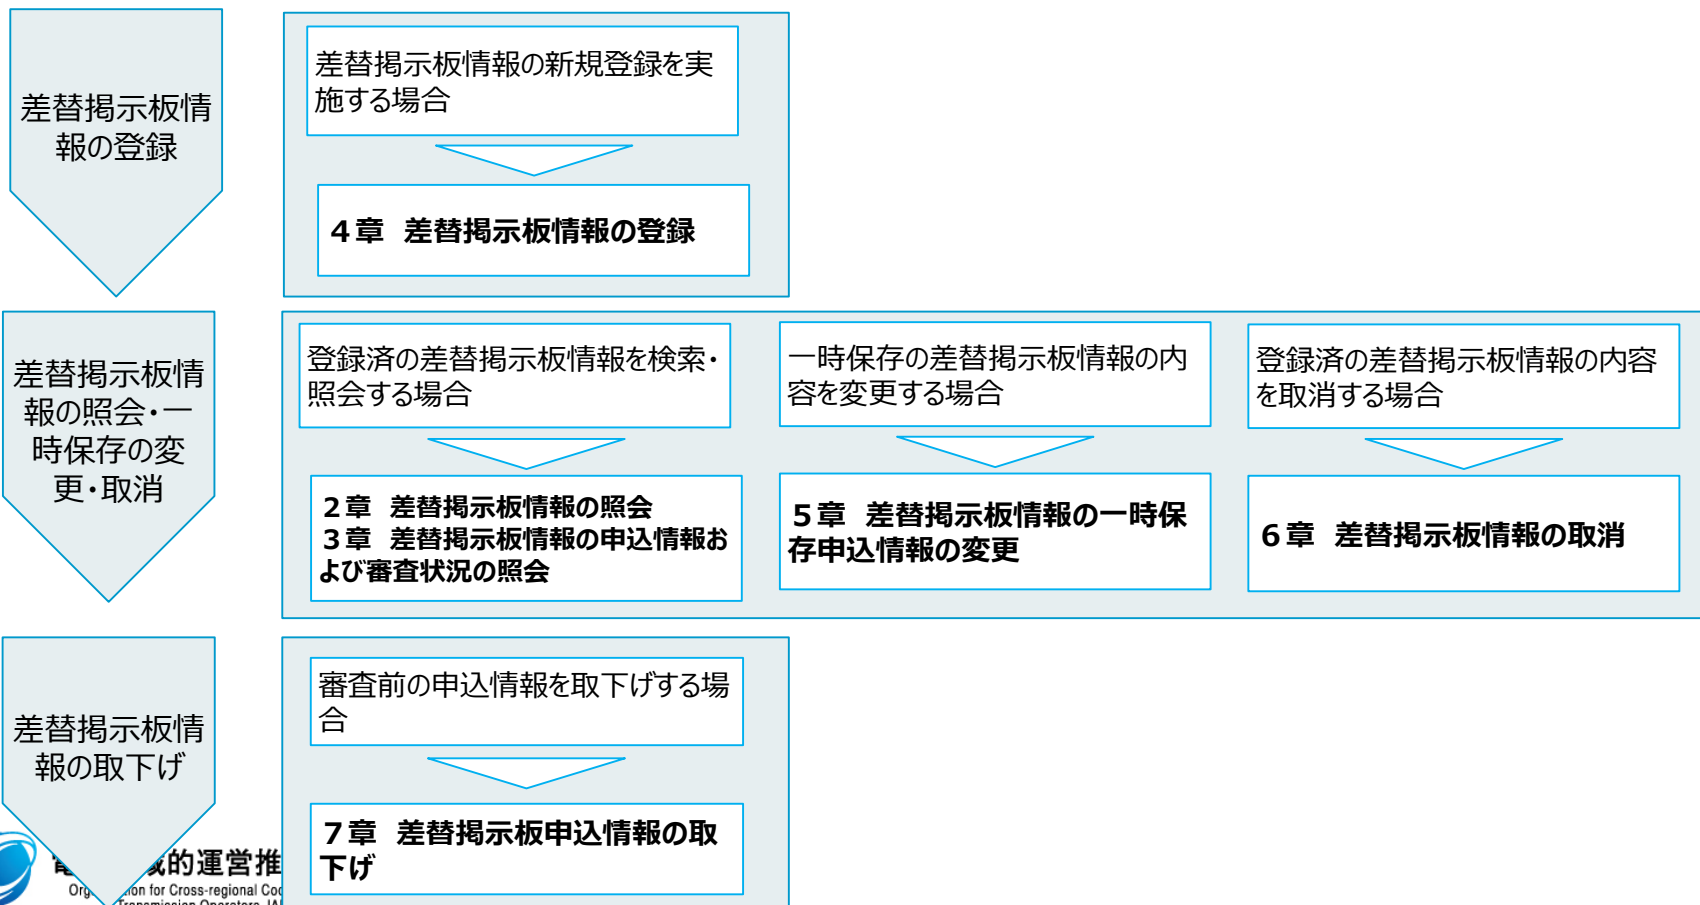 差替掲示板情
報の登録
差替掲示板情報の新規登録を実
施する場合
４章 差替掲示板情報の登録
差替掲示板情
報の照会・一
時保存の変
更・取消
登録済の差替掲示板情報を検索・
照会する場合
２章 差替掲示板情報の照会
３章 差替掲示板情報の申込情報お
よび審査状況の照会
一時保存の差替掲示板情報の内
容を変更する場合
５章 差替掲示板情報の一時保
存申込情報の変更
登録済の差替掲示板情報の内容
を取消する場合
６章 差替掲示板情報の取消
差替掲示板情
報の取下げ
審査前の申込情報を取下げする場
合
７章 差替掲示板申込情報の取
下げ
的運営推
for Cross-regional
Transmission Operators